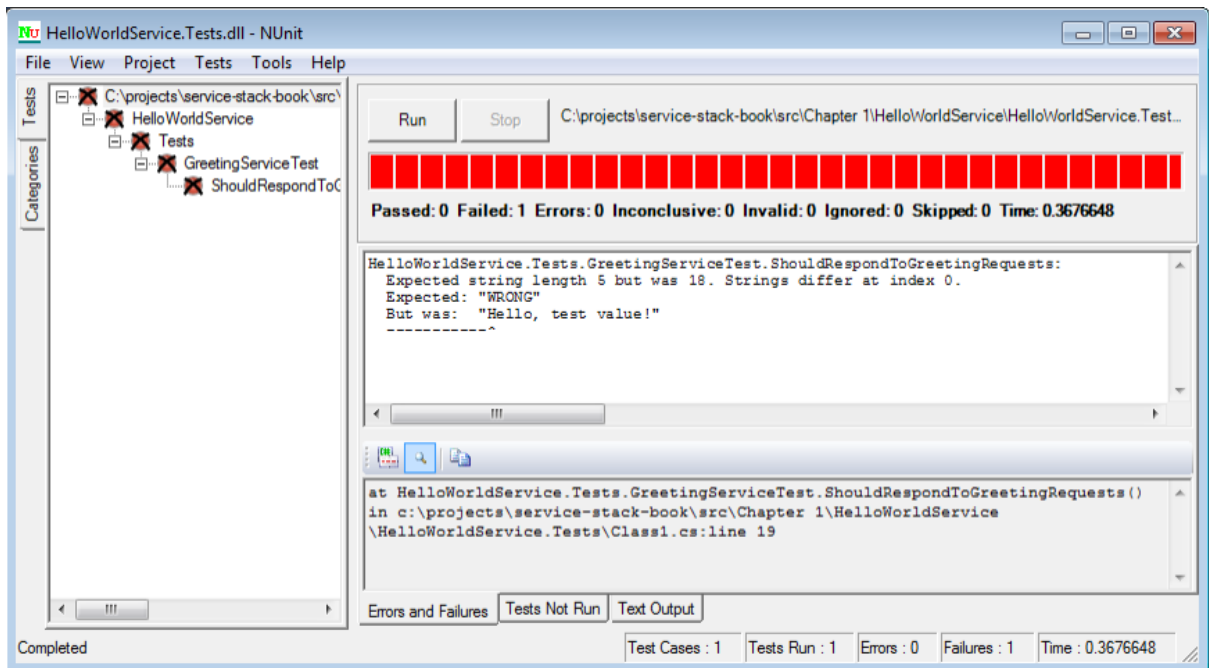 NU HelloWorldService.Tests.dll - NUnit
File View Project Tests Tools Help
Tests
Categories
C:\projects\service-stack-book\src\
HelloWorldService
Tests
GreetingServiceTest
ShouldRespondToG
Run Stop C:\projects\service-stack-book\src\Chapter 1\HelloWorldService\HelloWorldService.Test...
Passed: 0 Failed: 1 Errors: 0 Inconclusive: 0 Invalid: 0 Ignored: 0 Skipped: 0 Time: 0.3676648
HelloWorldService.Tests.GreetingServiceTest.ShouldRespondToGreetingRequests:
Expected string length 5 but was 18. Strings differ at index 0.
Expected: "WRONG"
But was:  "Hello, test value!"
-----------^
at HelloWorldService.Tests.GreetingServiceTest.ShouldRespondToGreetingRequests()
in c:\projects\service-stack-book\src\Chapter 1\HelloWorldService
\HelloWorldService.Tests\Class1.cs:line 19
Errors and Failures Tests Not Run Text Output
Completed Test Cases : 1 Tests Run : 1 Errors : 0 Failures : 1 Time : 0.3676648